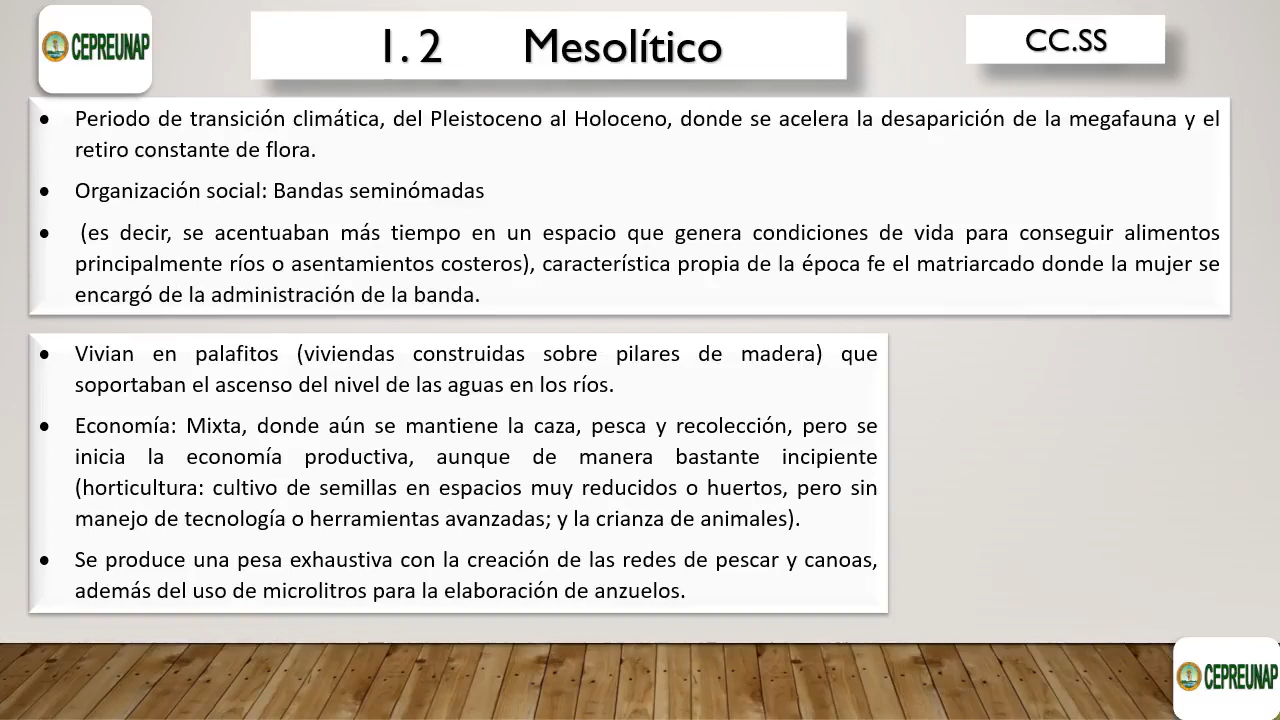 CEPREUNAP
1. 2 Mesolítico
CC.SS
• Periodo de transición climática, del Pleistoceno al Holoceno, donde se acelera la desaparición de la megafauna y el
retiro constante de flora.
• Organización social: Bandas seminómadas
• (es decir, se acentuaban más tiempo en un espacio que genera condiciones de vida para conseguir alimentos
principalmente ríos o asentamientos costeros), característica propia de la época fe el matriarcado donde la mujer se
encargó de la administración de la banda.
• Vivian en palafitos (viviendas construidas sobre pilares de madera) que
soportaban el ascenso del nivel de las aguas en los ríos.
• Economía: Mixta, donde aún se mantiene la caza, pesca y recolección, pero se
inicia la economía productiva, aunque de manera bastante incipiente
(horticultura: cultivo de semillas en espacios muy reducidos o huertos, pero sin
manejo de tecnología o herramientas avanzadas; y la crianza de animales).
• Se produce una pesa exhaustiva con la creación de las redes de pescar y canoas,
además del uso de microlitros para la elaboración de anzuelos.
CEPREUNAP